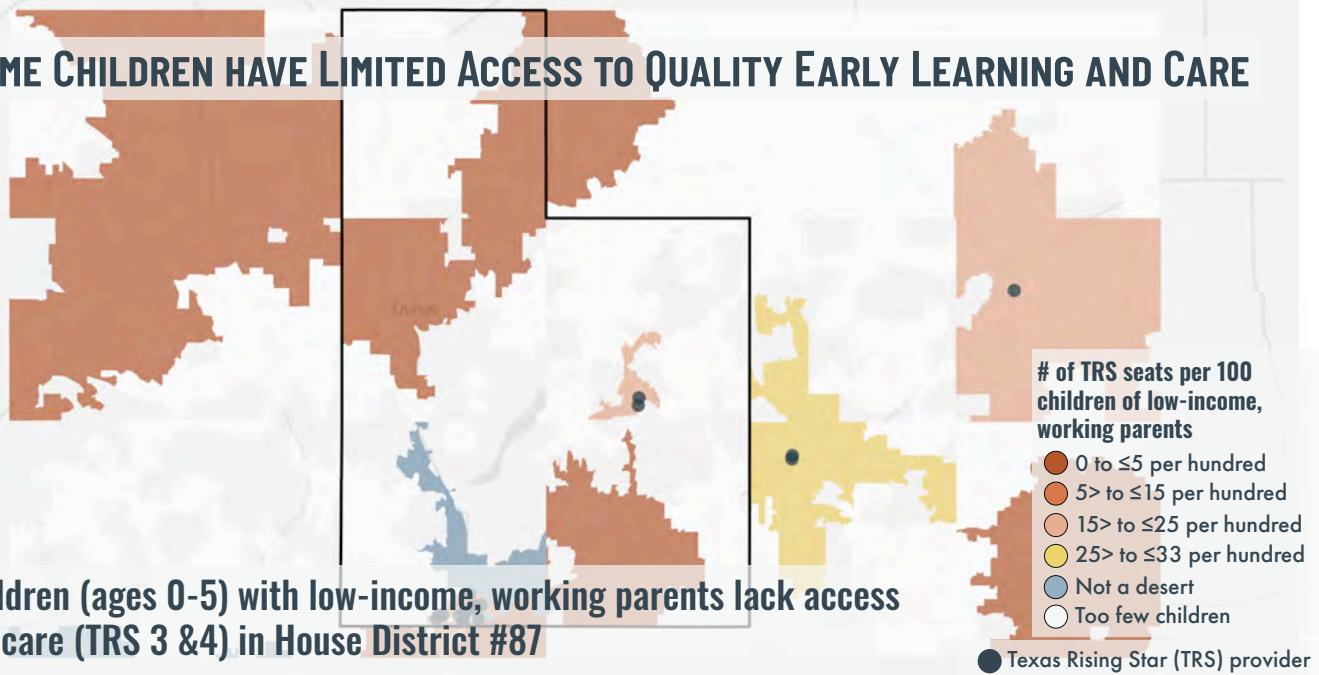 ME CHILDREN HAVE LIMITED ACCESS TO QUALITY EARLY LEARNING AND CARE
Dumas
# of TRS seats per 100
children of low-income,
working parents
0 to ≤5 per hundred
5> to ≤15 per hundred
15> to ≤25 per hundred
25> to ≤33 per hundred
Not a desert
Too few children
Texas Rising Star (TRS) provider
ldren (ages 0-5) with low-income, working parents lack access
care (TRS 3 &4) in House District #87